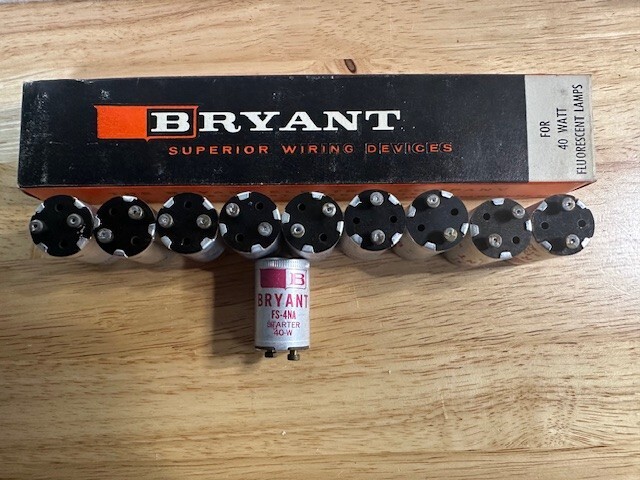 BRYANT
SUPERIOR WIRING DEVICES
FOR
40 WATT
FLUORESCENT LAMPS
B
BRYANT
FS-4NA
STARTER
40-W